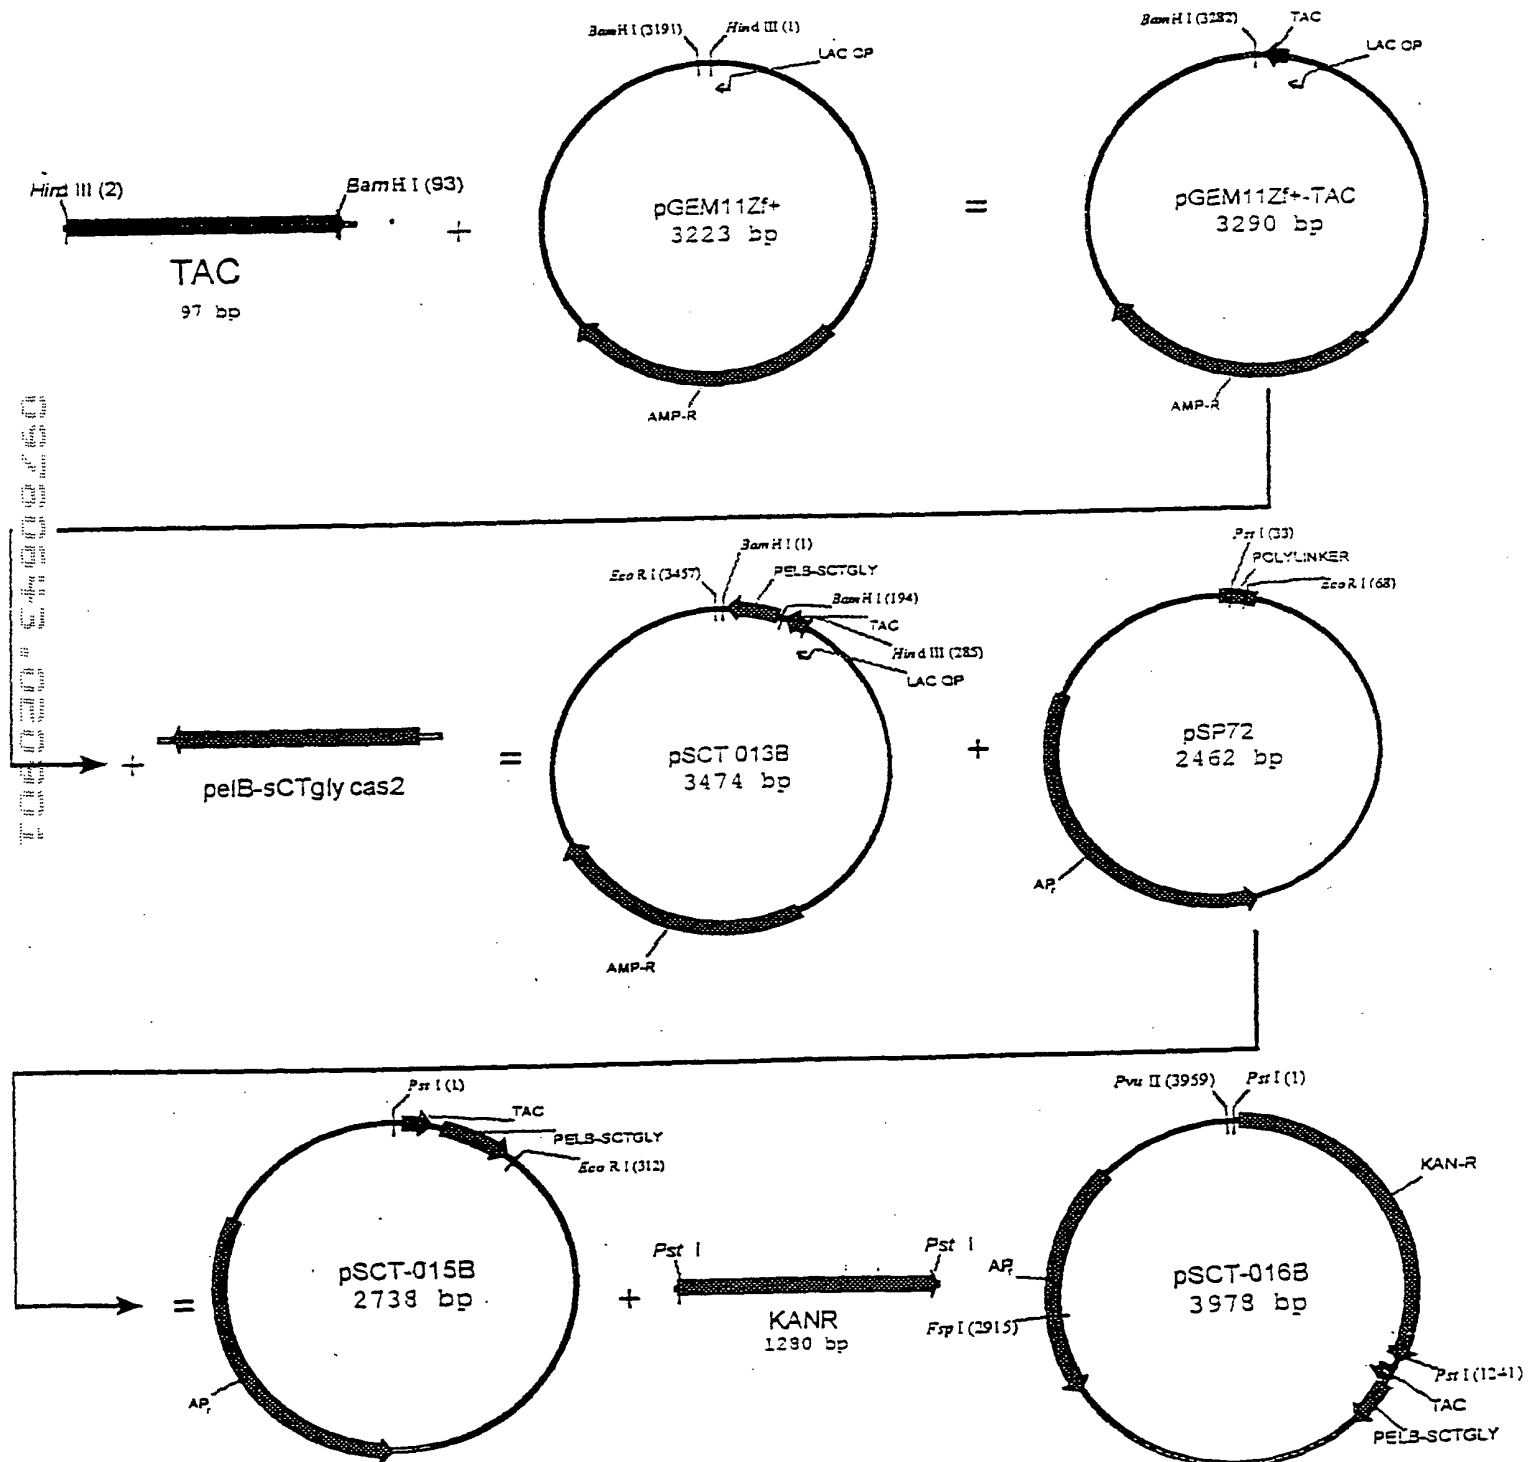 BamH I (3191)
Hind III (1)
LAC OP
BamH I (3282)
TAC
LAC OP
Hind III (2)
BamH I (93)
TAC
97 bp
+
pGEM11Zf+
3223 bp
=
pGEM11Zf+-TAC
3290 bp
AMP-R
AMP-R
BamH I (1)
EcoR I (3457)
PELB-SCTGLY
BamH I (194)
TAC
Hind III (285)
LAC OP
Pst I (33)
POLYLINKER
EcoR I (68)
+
pelB-sCTgly cas2
=
pSCT 013B
3474 bp
+
pSP72
2462 bp
APr
AMP-R
Pst I (1)
TAC
PELB-SCTGLY
EcoR I (312)
Pvu II (3959)
Pst I (1)
KAN-R
=
pSCT-015B
2738 bp
+
Pst I
Pst I
KANR
1280 bp
APr
pSCT-016B
3978 bp
Fsp I (2915)
Pst I (1241)
TAC
PELB-SCTGLY
APr